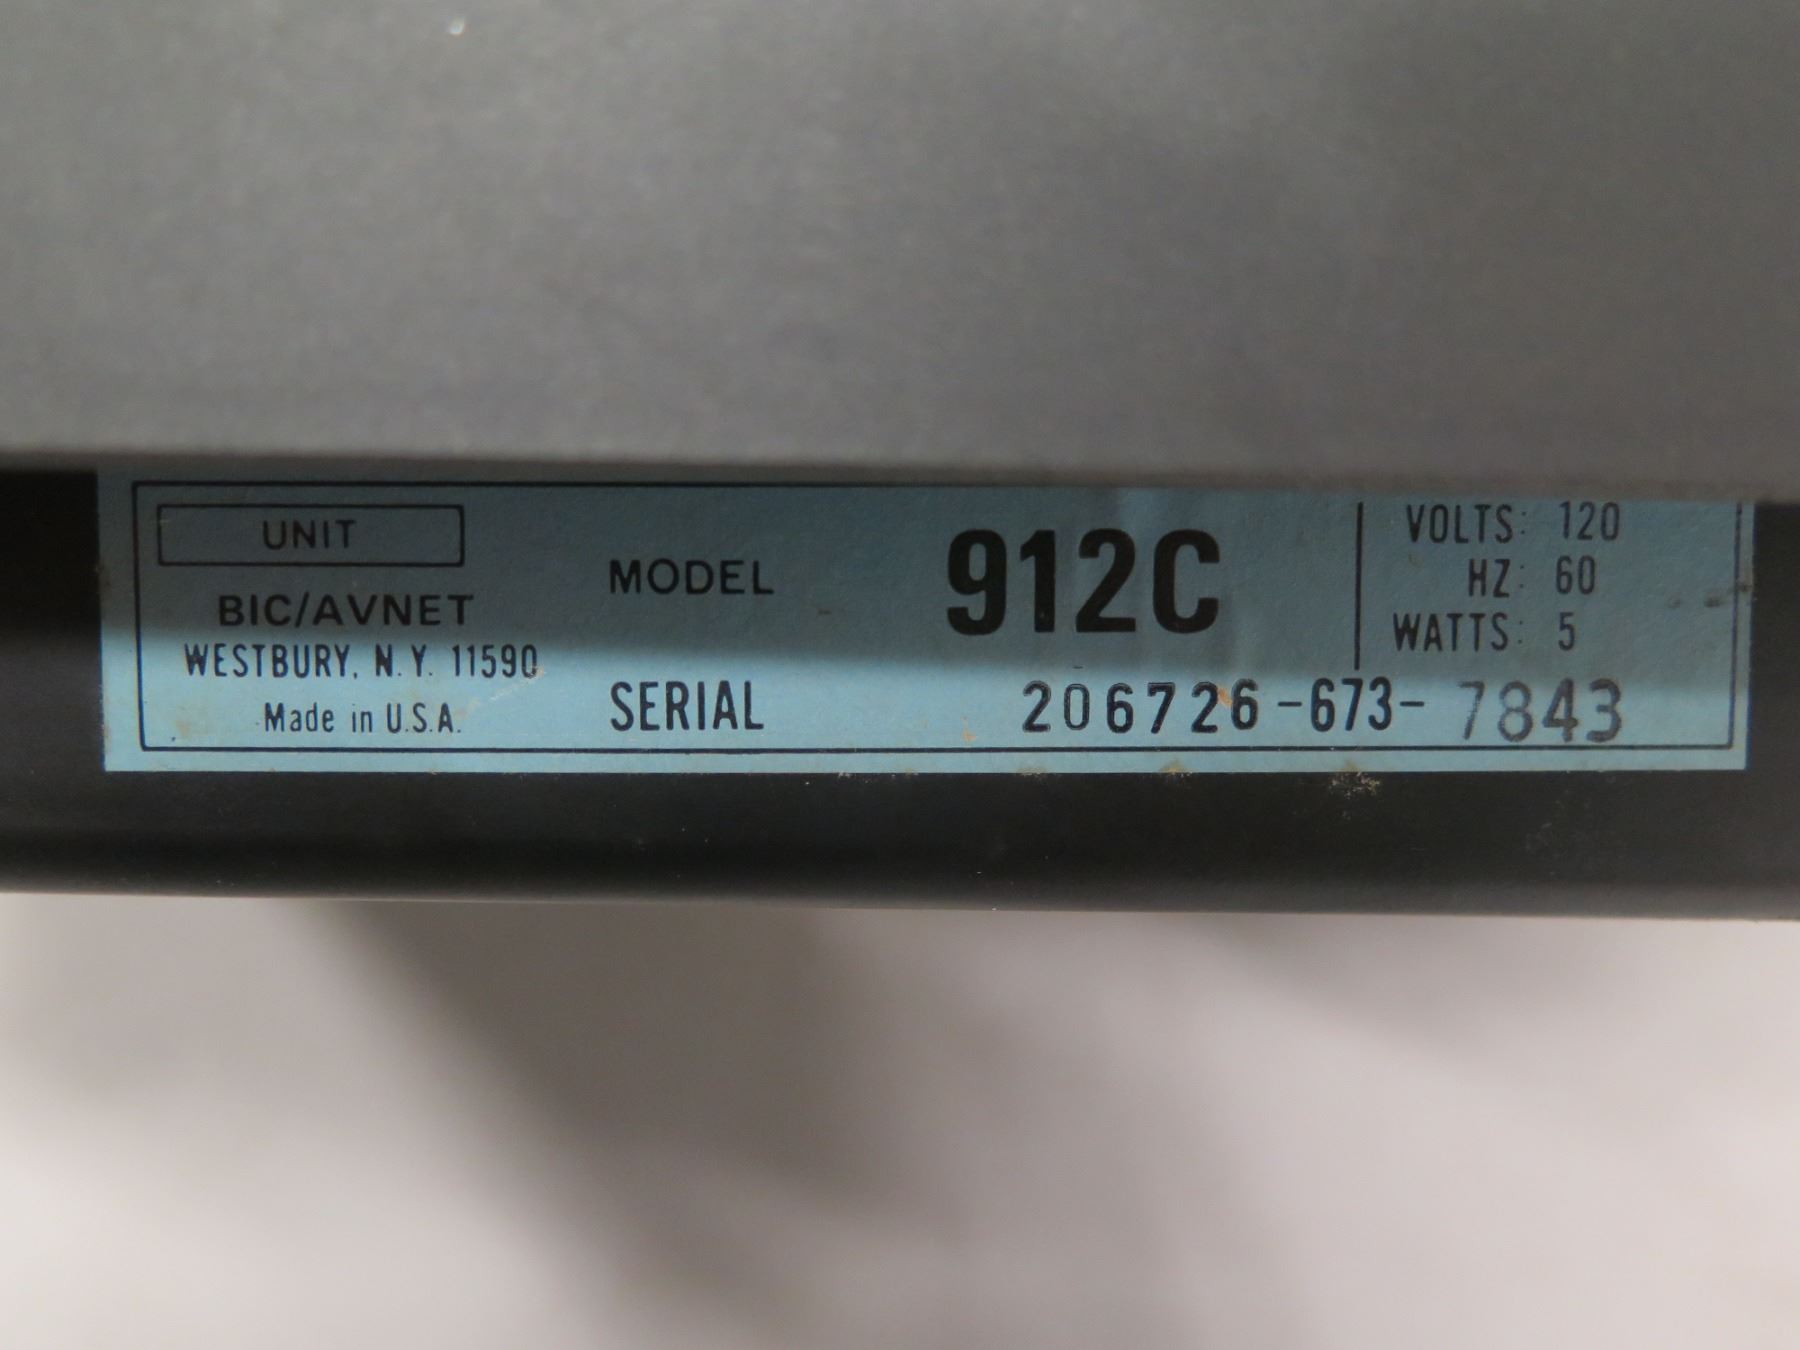 UNIT
BIC/AVNET
WESTBURY, N.Y. 11590
Made in U.S.A.
MODEL 912C
SERIAL 206726-673-7843
VOLTS: 120
HZ: 60
WATTS: 5